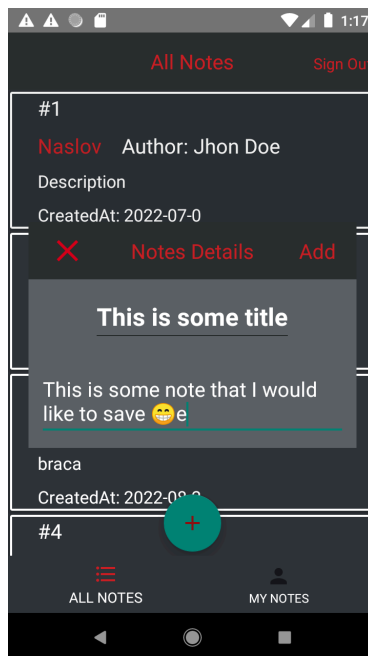 1:17
All Notes
Sign Ou
#1
Naslov Author: Jhon Doe
Description
CreatedAt: 2022-07-0
Notes Details Add
This is some title
This is some note that I would
like to save 😁e
braca
CreatedAt: 2022-08-2
#4
+
ALL NOTES
MY NOTES